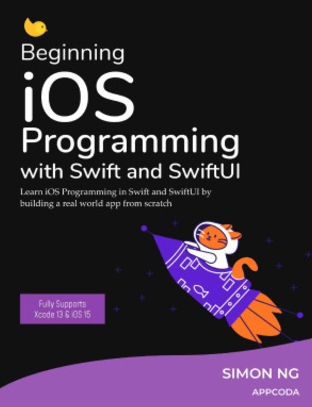 Beginning
iOS
Programming
with Swift and SwiftUI
Learn iOS Programming in Swift and SwiftUI by
building a real world app from scratch
Fully Supports
Xcode 13 & iOS 15
SIMON NG
APPCODA